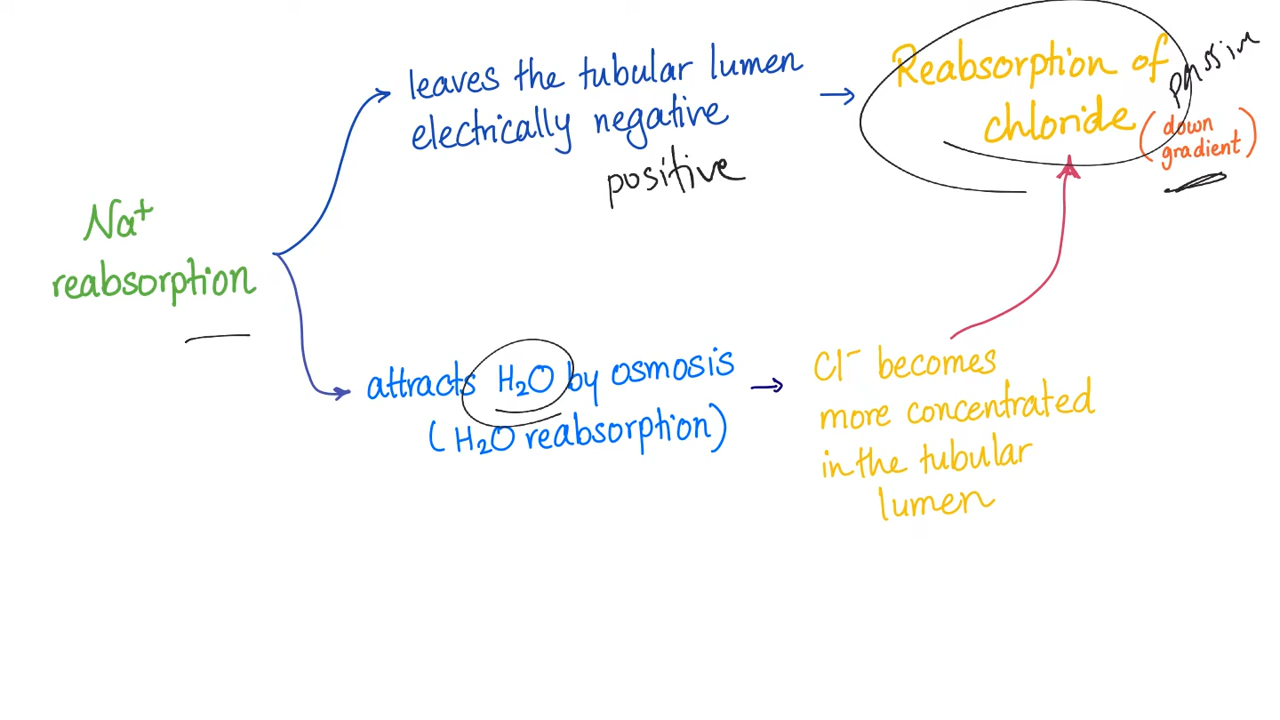 leaves the tubular lumen
electrically negative
positive
→
Reabsorption of
chloride
passive
(down
gradient)
Na⁺
reabsorption
attracts H₂O by osmosis
(H₂O reabsorption)
→
Cl⁻ becomes
more concentrated
in the tubular
lumen